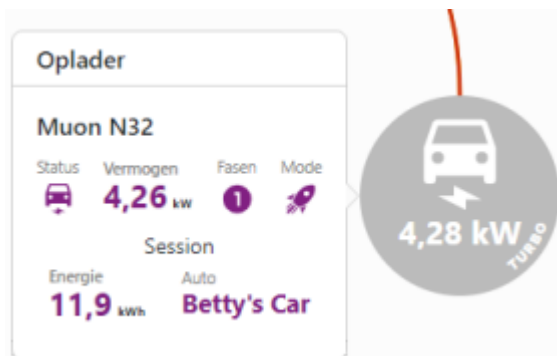 Oplader
Muon N32
Status Vermogen Fasen Mode
4,26 kW 1
Session
Energie Auto
11,9 kWh Betty's Car
4,28 kW
TURBO